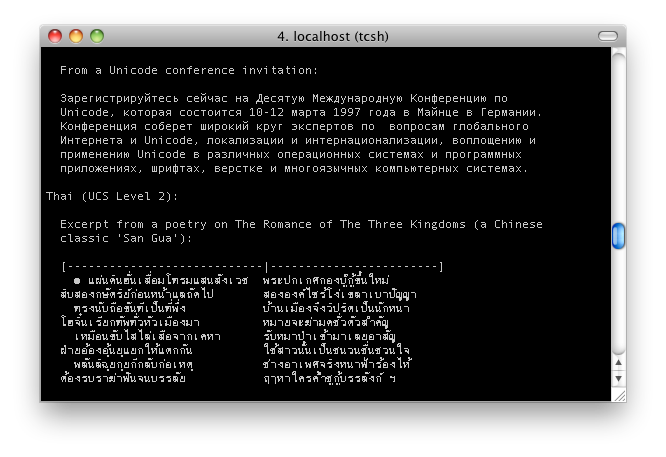 4. localhost (tcsh)
From a Unicode conference invitation:
Зарегистрируйтесь сейчас на Десятую Международную Конференцию по
Unicode, которая состоится 10-12 марта 1997 года в Майнце в Германии.
Конференция соберет широкий круг экспертов по  вопросам глобального
Интернета и Unicode, локализации и интернационализации, воплощению и
применению Unicode в различных операционных системах и программных
приложениях, шрифтах, верстке и многоязычных компьютерных системах.
Thai (UCS Level 2):
Excerpt from a poetry on The Romance of The Three Kingdoms (a Chinese
classic 'San Gua'):
[----------------------------|------------------------]
๏ แผ่นดินฮั่นเสื่อมโทรมแสนสังเวช  พระปกเกศกองบู๊กู้ขึ้นใหม่
สิบสองกษัตริย์ก่อนหน้าแลถัดไป  สององค์ไซร้โง่เขลาเบาปัญญา
ทรงนับถือขันทีเป็นที่พึ่ง  บ้านเมืองจึงวิปริตเป็นนักหนา
โฮจิ๋นเรียกทัพทั่วหัวเมืองมา  หมายจะฆ่ามดชั่วตัวสำคัญ
เหมือนขับไสไล่เสือจากเคหา  รับหมาป่าเข้ามาเลยอาสัญ
ฝ่ายอ้องอุ้นยุแยกให้แตกกัน  ใช้สาวนั้นเป็นชนวนชื่นชวนใจ
พลันลิฉุยกุยกีกลับก่อเหตุ  ช่างอาเพศจริงหนาฟ้าร้องไห้
ต้องรบราฆ่าฟันจนบรรลัย  ฤๅหาใครค้ำชูกู้บรรลังก์ ฯ